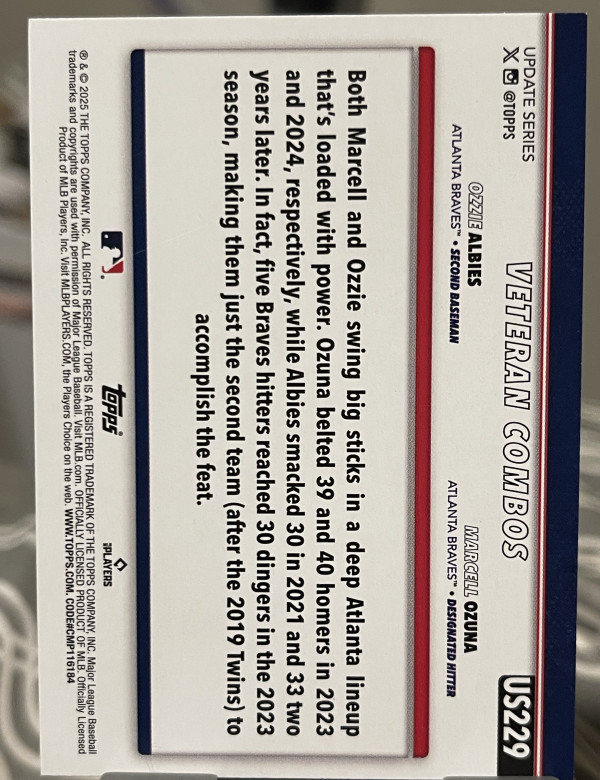 UPDATE SERIES
X @TOPPS
VETERAN COMBOS
US229
OZZIE ALBIES
ATLANTA BRAVES™ • SECOND BASEMAN
MARCELL OZUNA
ATLANTA BRAVES™ • DESIGNATED HITTER
Both Marcell and Ozzie swing big sticks in a deep Atlanta lineup
that's loaded with power. Ozuna belted 39 and 40 homers in 2023
and 2024, respectively, while Albies smacked 30 in 2021 and 33 two
years later. In fact, five Braves hitters reached 30 dingers in the 2023
season, making them just the second team (after the 2019 Twins) to
accomplish the feat.
topps
MLB PLAYERS
® & © 2025 THE TOPPS COMPANY, INC. ALL RIGHTS RESERVED. TOPPS IS A REGISTERED TRADEMARK OF THE TOPPS COMPANY, INC. Major League Baseball
trademarks and copyrights are used with permission of Major League Baseball. Visit MLB.com. OFFICIALLY LICENSED PRODUCT OF MLB. Officially Licensed
Product of MLB Players, Inc. Visit MLBPLAYERS.COM, the Players Choice on the web. WWW.TOPPS.COM. CODE#CMP116184